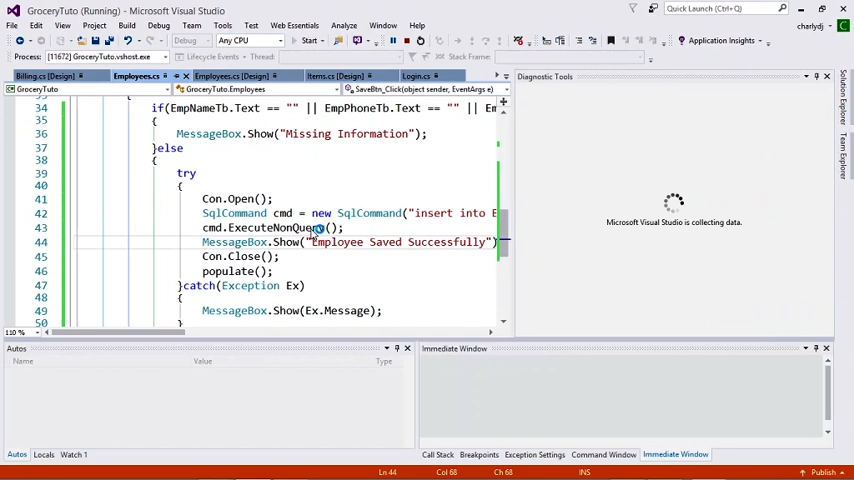 GroceryTuto (Running) - Microsoft Visual Studio
Quick Launch (Ctrl+Q)
File Edit View Project Build Debug Team Tools Test Web Essentials Analyze Window Help
charlydj
Debug Any CPU Start Application Insights
Process: [11672] GroceryTuto.vshost.exe Lifecycle Events Thread: Stack Frame:
Billing.cs [Design] Employees.cs Employees.cs [Design] Items.cs [Design] Login.cs
Diagnostic Tools
GroceryTuto GroceryTuto.Employees SaveBtn_Click(object sender, EventArgs e)
34 if(EmpNameTb.Text == "" || EmpPhoneTb.Text == "" || Em
35 {
36 MessageBox.Show("Missing Information");
37 }else
38 {
39 try
40 {
41 Con.Open();
42 SqlCommand cmd = new SqlCommand("insert into E
43 cmd.ExecuteNonQuery();
44 MessageBox.Show("Employee Saved Successfully")
45 Con.Close();
46 populate();
47 }catch(Exception Ex)
48 {
49 MessageBox.Show(Ex.Message);
50 }
Microsoft Visual Studio is collecting data.
Solution Explorer
Team Explorer
110 %
Autos
Name Value Type
Immediate Window
Autos Locals Watch 1
Call Stack Breakpoints Exception Settings Command Window Immediate Window
Ln 44 Col 68 Ch 68 INS Publish